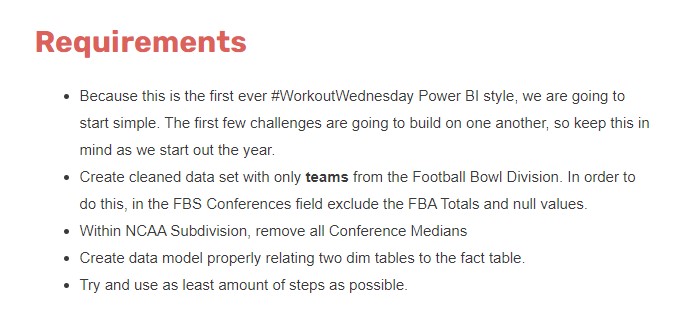 Requirements
• Because this is the first ever #WorkoutWednesday Power BI style, we are going to
start simple. The first few challenges are going to build on one another, so keep this in
mind as we start out the year.
• Create cleaned data set with only teams from the Football Bowl Division. In order to
do this, in the FBS Conferences field exclude the FBA Totals and null values.
• Within NCAA Subdivision, remove all Conference Medians
• Create data model properly relating two dim tables to the fact table.
• Try and use as least amount of steps as possible.